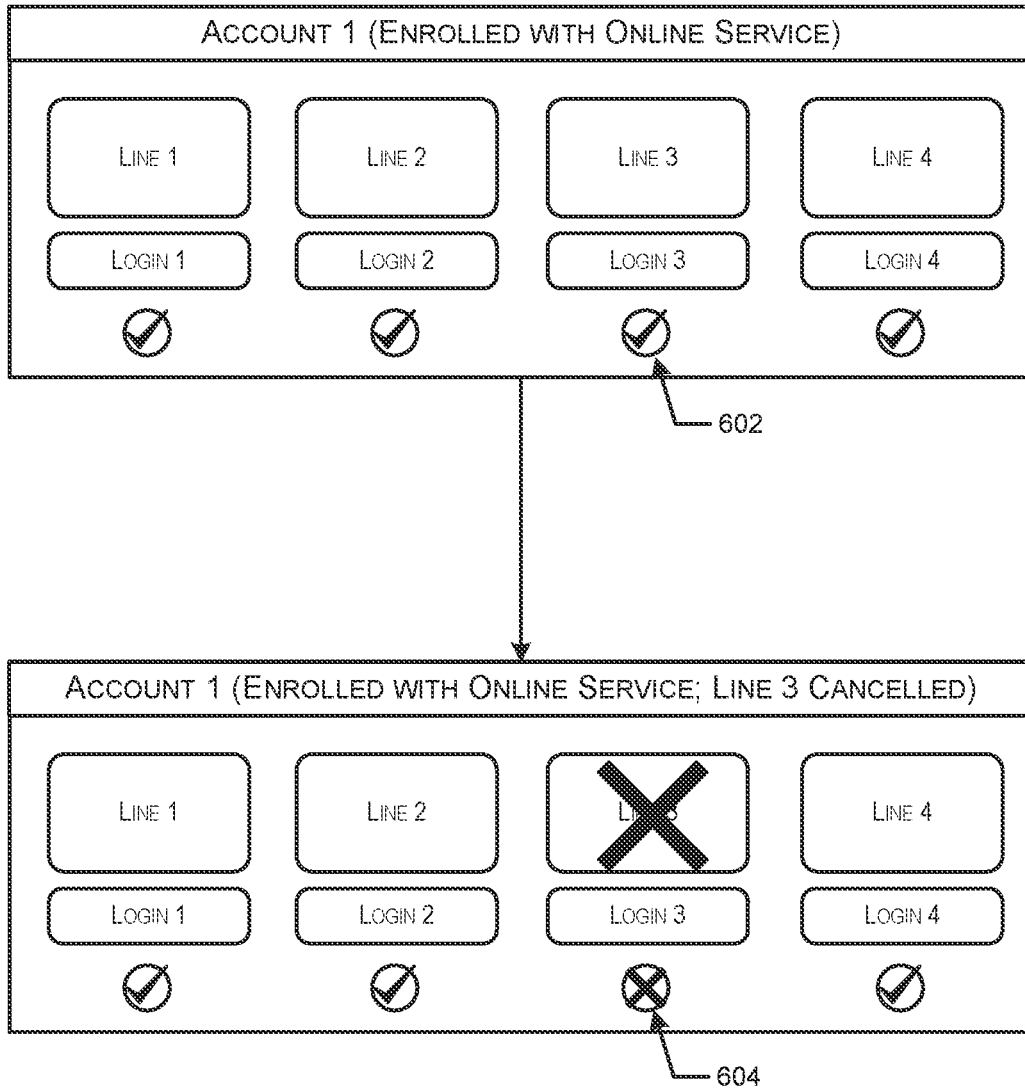 ACCOUNT 1 (ENROLLED WITH ONLINE SERVICE)
LINE 1 LINE 2 LINE 3 LINE 4
LOGIN 1 LOGIN 2 LOGIN 3 LOGIN 4
602
ACCOUNT 1 (ENROLLED WITH ONLINE SERVICE; LINE 3 CANCELLED)
LINE 1 LINE 2 LINE 3 LINE 4
LOGIN 1 LOGIN 2 LOGIN 3 LOGIN 4
604